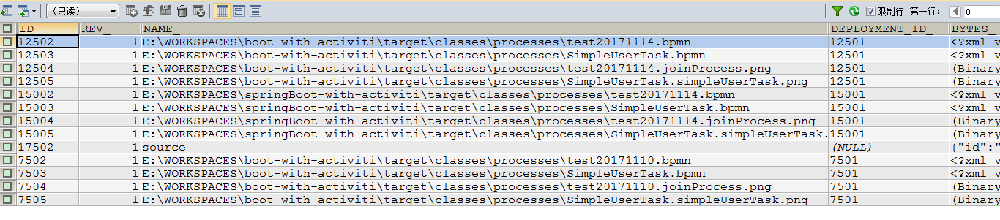 (只读) 限制行 第一行: 0
ID REV_ NAME_ DEPLOYMENT_ID_ BYTES_
12502 1 E:\WORKSPACES\boot-with-activiti\target\classes\processes\test20171114.bpmn 12501 <?xml v
12503 1 E:\WORKSPACES\boot-with-activiti\target\classes\processes\SimpleUserTask.bpmn 12501 <?xml v
12504 1 E:\WORKSPACES\boot-with-activiti\target\classes\processes\test20171114.joinProcess.png 12501 (Binary
12505 1 E:\WORKSPACES\boot-with-activiti\target\classes\processes\SimpleUserTask.simpleUserTask.png 12501 (Binary
15002 1 E:\WORKSPACES\springBoot-with-activiti\target\classes\processes\test20171114.bpmn 15001 <?xml v
15003 1 E:\WORKSPACES\springBoot-with-activiti\target\classes\processes\SimpleUserTask.bpmn 15001 <?xml v
15004 1 E:\WORKSPACES\springBoot-with-activiti\target\classes\processes\test20171114.joinProcess.png 15001 (Binary
15005 1 E:\WORKSPACES\springBoot-with-activiti\target\classes\processes\SimpleUserTask.simpleUserTask. 15001 (Binary
17502 1 source (NULL) {"id":"
7502 1 E:\WORKSPACES\boot-with-activiti\target\classes\processes\test20171110.bpmn 7501 <?xml v
7503 1 E:\WORKSPACES\boot-with-activiti\target\classes\processes\SimpleUserTask.bpmn 7501 <?xml v
7504 1 E:\WORKSPACES\boot-with-activiti\target\classes\processes\test20171110.joinProcess.png 7501 (Binary
7505 1 E:\WORKSPACES\boot-with-activiti\target\classes\processes\SimpleUserTask.simpleUserTask.png 7501 (Binary